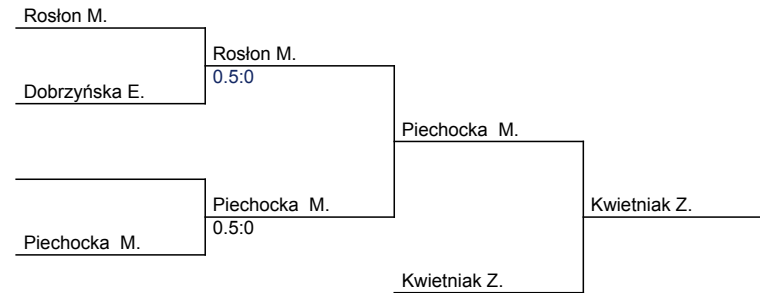 Rosłon M.
Rosłon M.
0.5:0
Dobrzyńska E.
Piechocka  M.
Piechocka  M.
Kwietniak Z.
0.5:0
Piechocka  M.
Kwietniak Z.